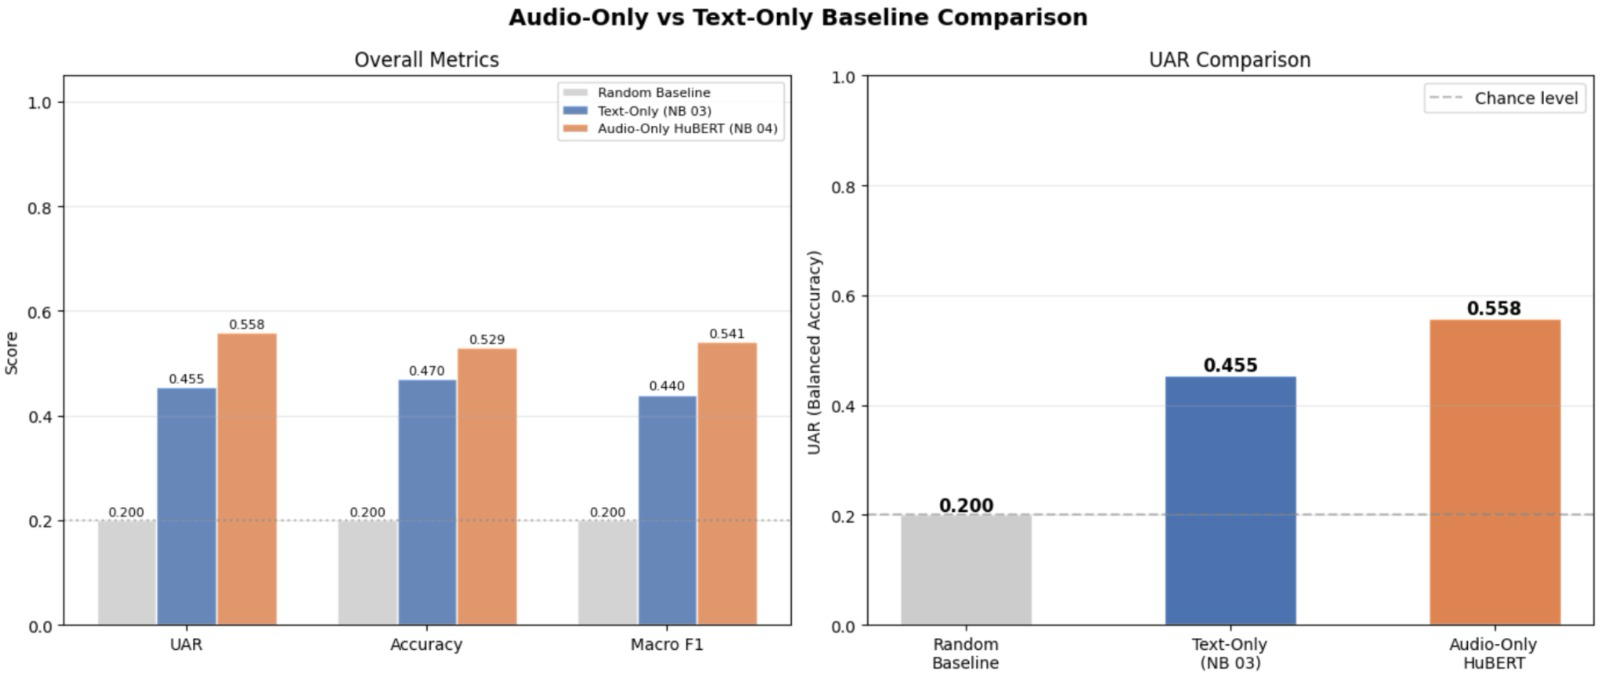 Audio-Only vs Text-Only Baseline Comparison
Overall Metrics
Random Baseline
Text-Only (NB 03)
Audio-Only HuBERT (NB 04)
Score
1.0
0.8
0.6
0.4
0.2
0.0
0.200
0.455
0.558
0.200
0.470
0.529
0.200
0.440
0.541
UAR
Accuracy
Macro F1
UAR Comparison
Chance level
UAR (Balanced Accuracy)
1.0
0.8
0.6
0.4
0.2
0.0
0.200
0.455
0.558
Random
Baseline
Text-Only
(NB 03)
Audio-Only
HuBERT